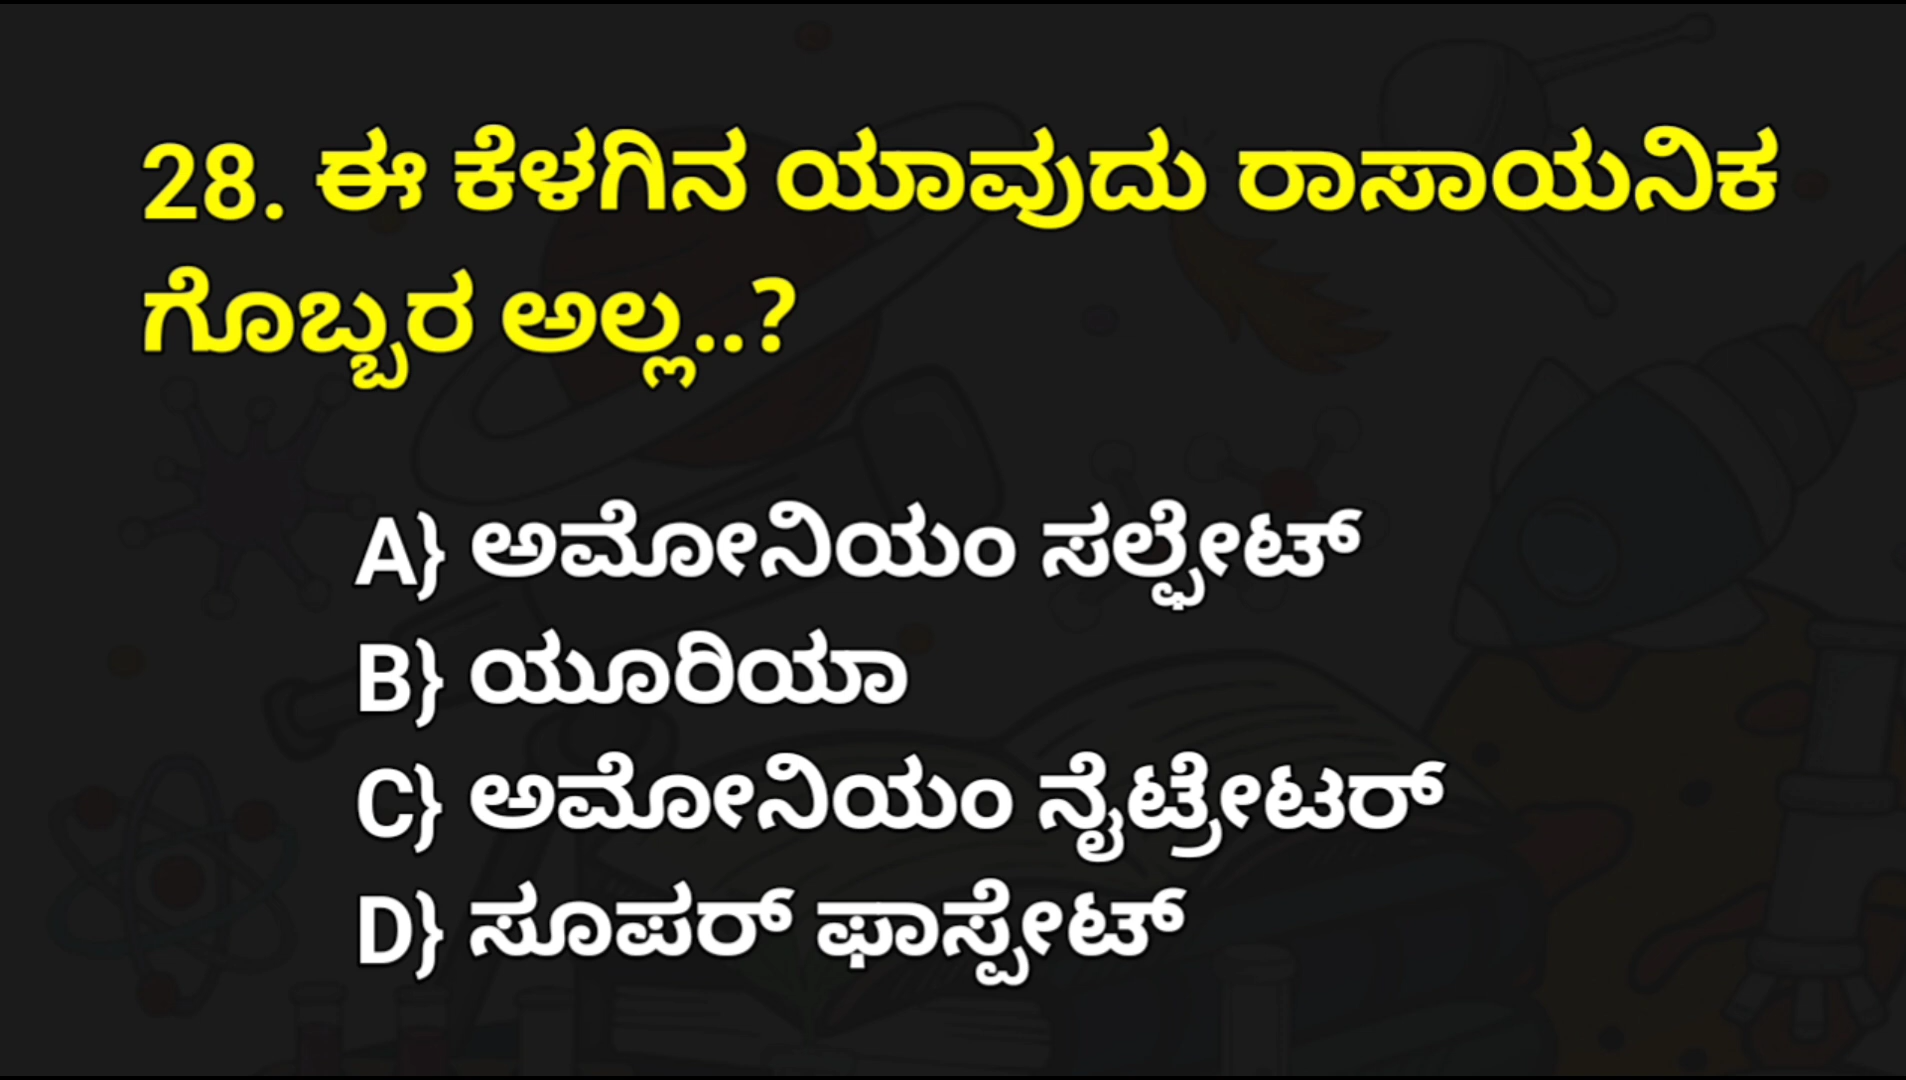 28. ಈ ಕೆಳಗಿನ ಯಾವುದು ರಾಸಾಯನಿಕ
ಗೊಬ್ಬರ ಅಲ್ಲ..?
A} ಅಮೋನಿಯಂ ಸಲ್ಫೇಟ್
B} ಯೂರಿಯಾ
C} ಅಮೋನಿಯಂ ನೈಟ್ರೇಟರ್
D} ಸೂಪರ್ ಫಾಸ್ಪೇಟ್